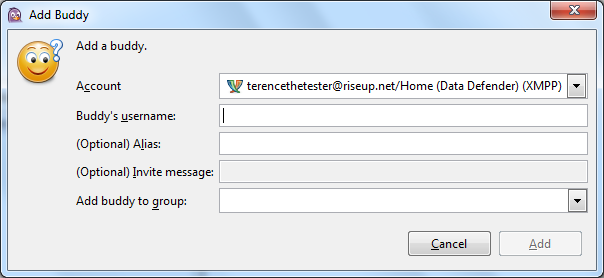 Add Buddy
Add a buddy.
Account terencethetester@riseup.net/Home (Data Defender) (XMPP)
Buddy's username:
(Optional) Alias:
(Optional) Invite message:
Add buddy to group:
Cancel Add